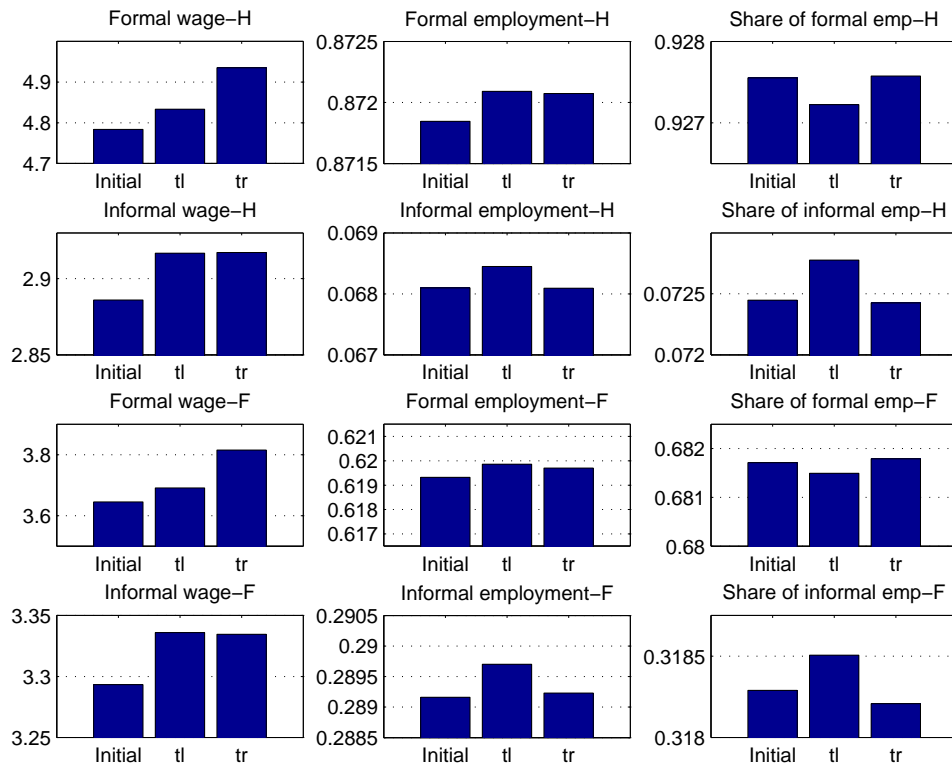 Formal wage−H
4.9
4.8
4.7
Initial tl tr
Formal employment−H
0.8725
0.872
0.8715
Initial tl tr
Share of formal emp−H
0.928
0.927
Initial tl tr
Informal wage−H
2.9
2.85
Initial tl tr
Informal employment−H
0.069
0.068
0.067
Initial tl tr
Share of informal emp−H
0.0725
0.072
Initial tl tr
Formal wage−F
3.8
3.6
Initial tl tr
Formal employment−F
0.621
0.62
0.619
0.618
0.617
Initial tl tr
Share of formal emp−F
0.682
0.681
0.68
Initial tl tr
Informal wage−F
3.35
3.3
3.25
Initial tl tr
Informal employment−F
0.2905
0.29
0.2895
0.289
0.2885
Initial tl tr
Share of informal emp−F
0.3185
0.318
Initial tl tr